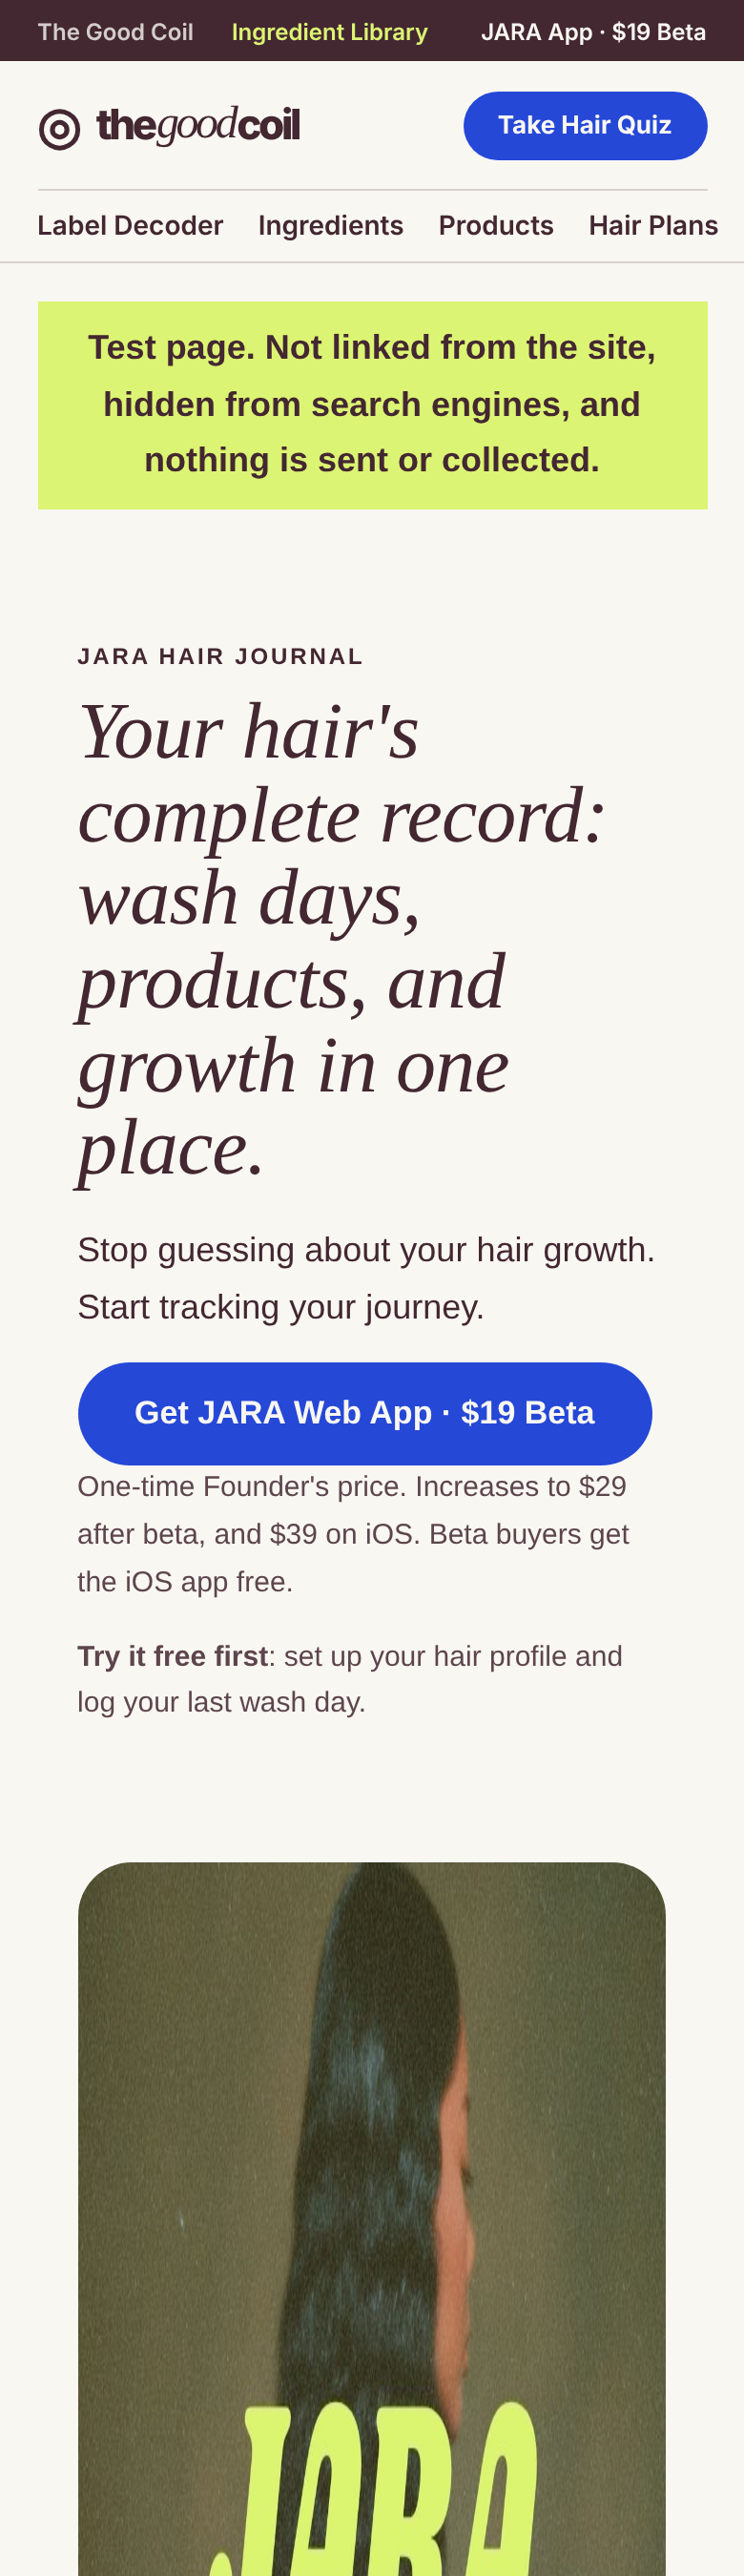 The Good Coil Ingredient Library JARA App · $19 Beta
thegoodcoil Take Hair Quiz
Label Decoder Ingredients Products Hair Plans
Test page. Not linked from the site,
hidden from search engines, and
nothing is sent or collected.
JARA HAIR JOURNAL
Your hair's
complete record:
wash days,
products, and
growth in one
place.
Stop guessing about your hair growth.
Start tracking your journey.
Get JARA Web App · $19 Beta
One-time Founder's price. Increases to $29
after beta, and $39 on iOS. Beta buyers get
the iOS app free.
Try it free first: set up your hair profile and
log your last wash day.
JARA